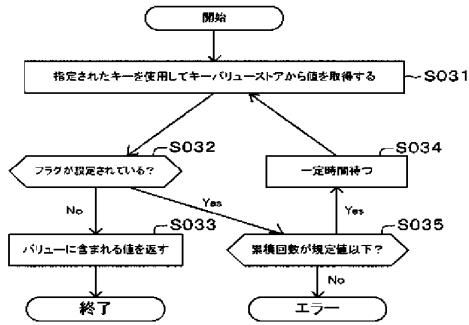 開始
指定されたキーを使用してキーバリューストアから値を取得する
S031
S032
フラグが設定されている?
S034
一定時間待つ
No
Yes
Yes
S033
バリューに含まれる値を返す
S035
累積回数が規定値以下?
No
終了
エラー